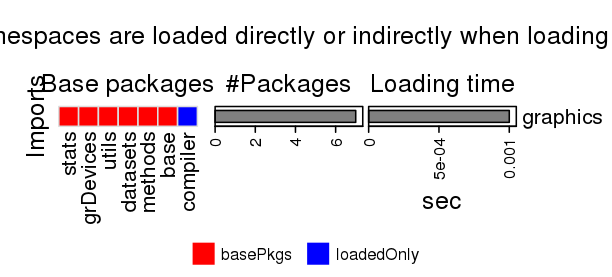 nespaces are loaded directly or indirectly when loading
Base packages
#Packages
Loading time
Imports
graphics
stats
grDevices
utils
datasets
methods
base
compiler
0
2
4
6
0
5e-04
0.001
sec
basePkgs
loadedOnly